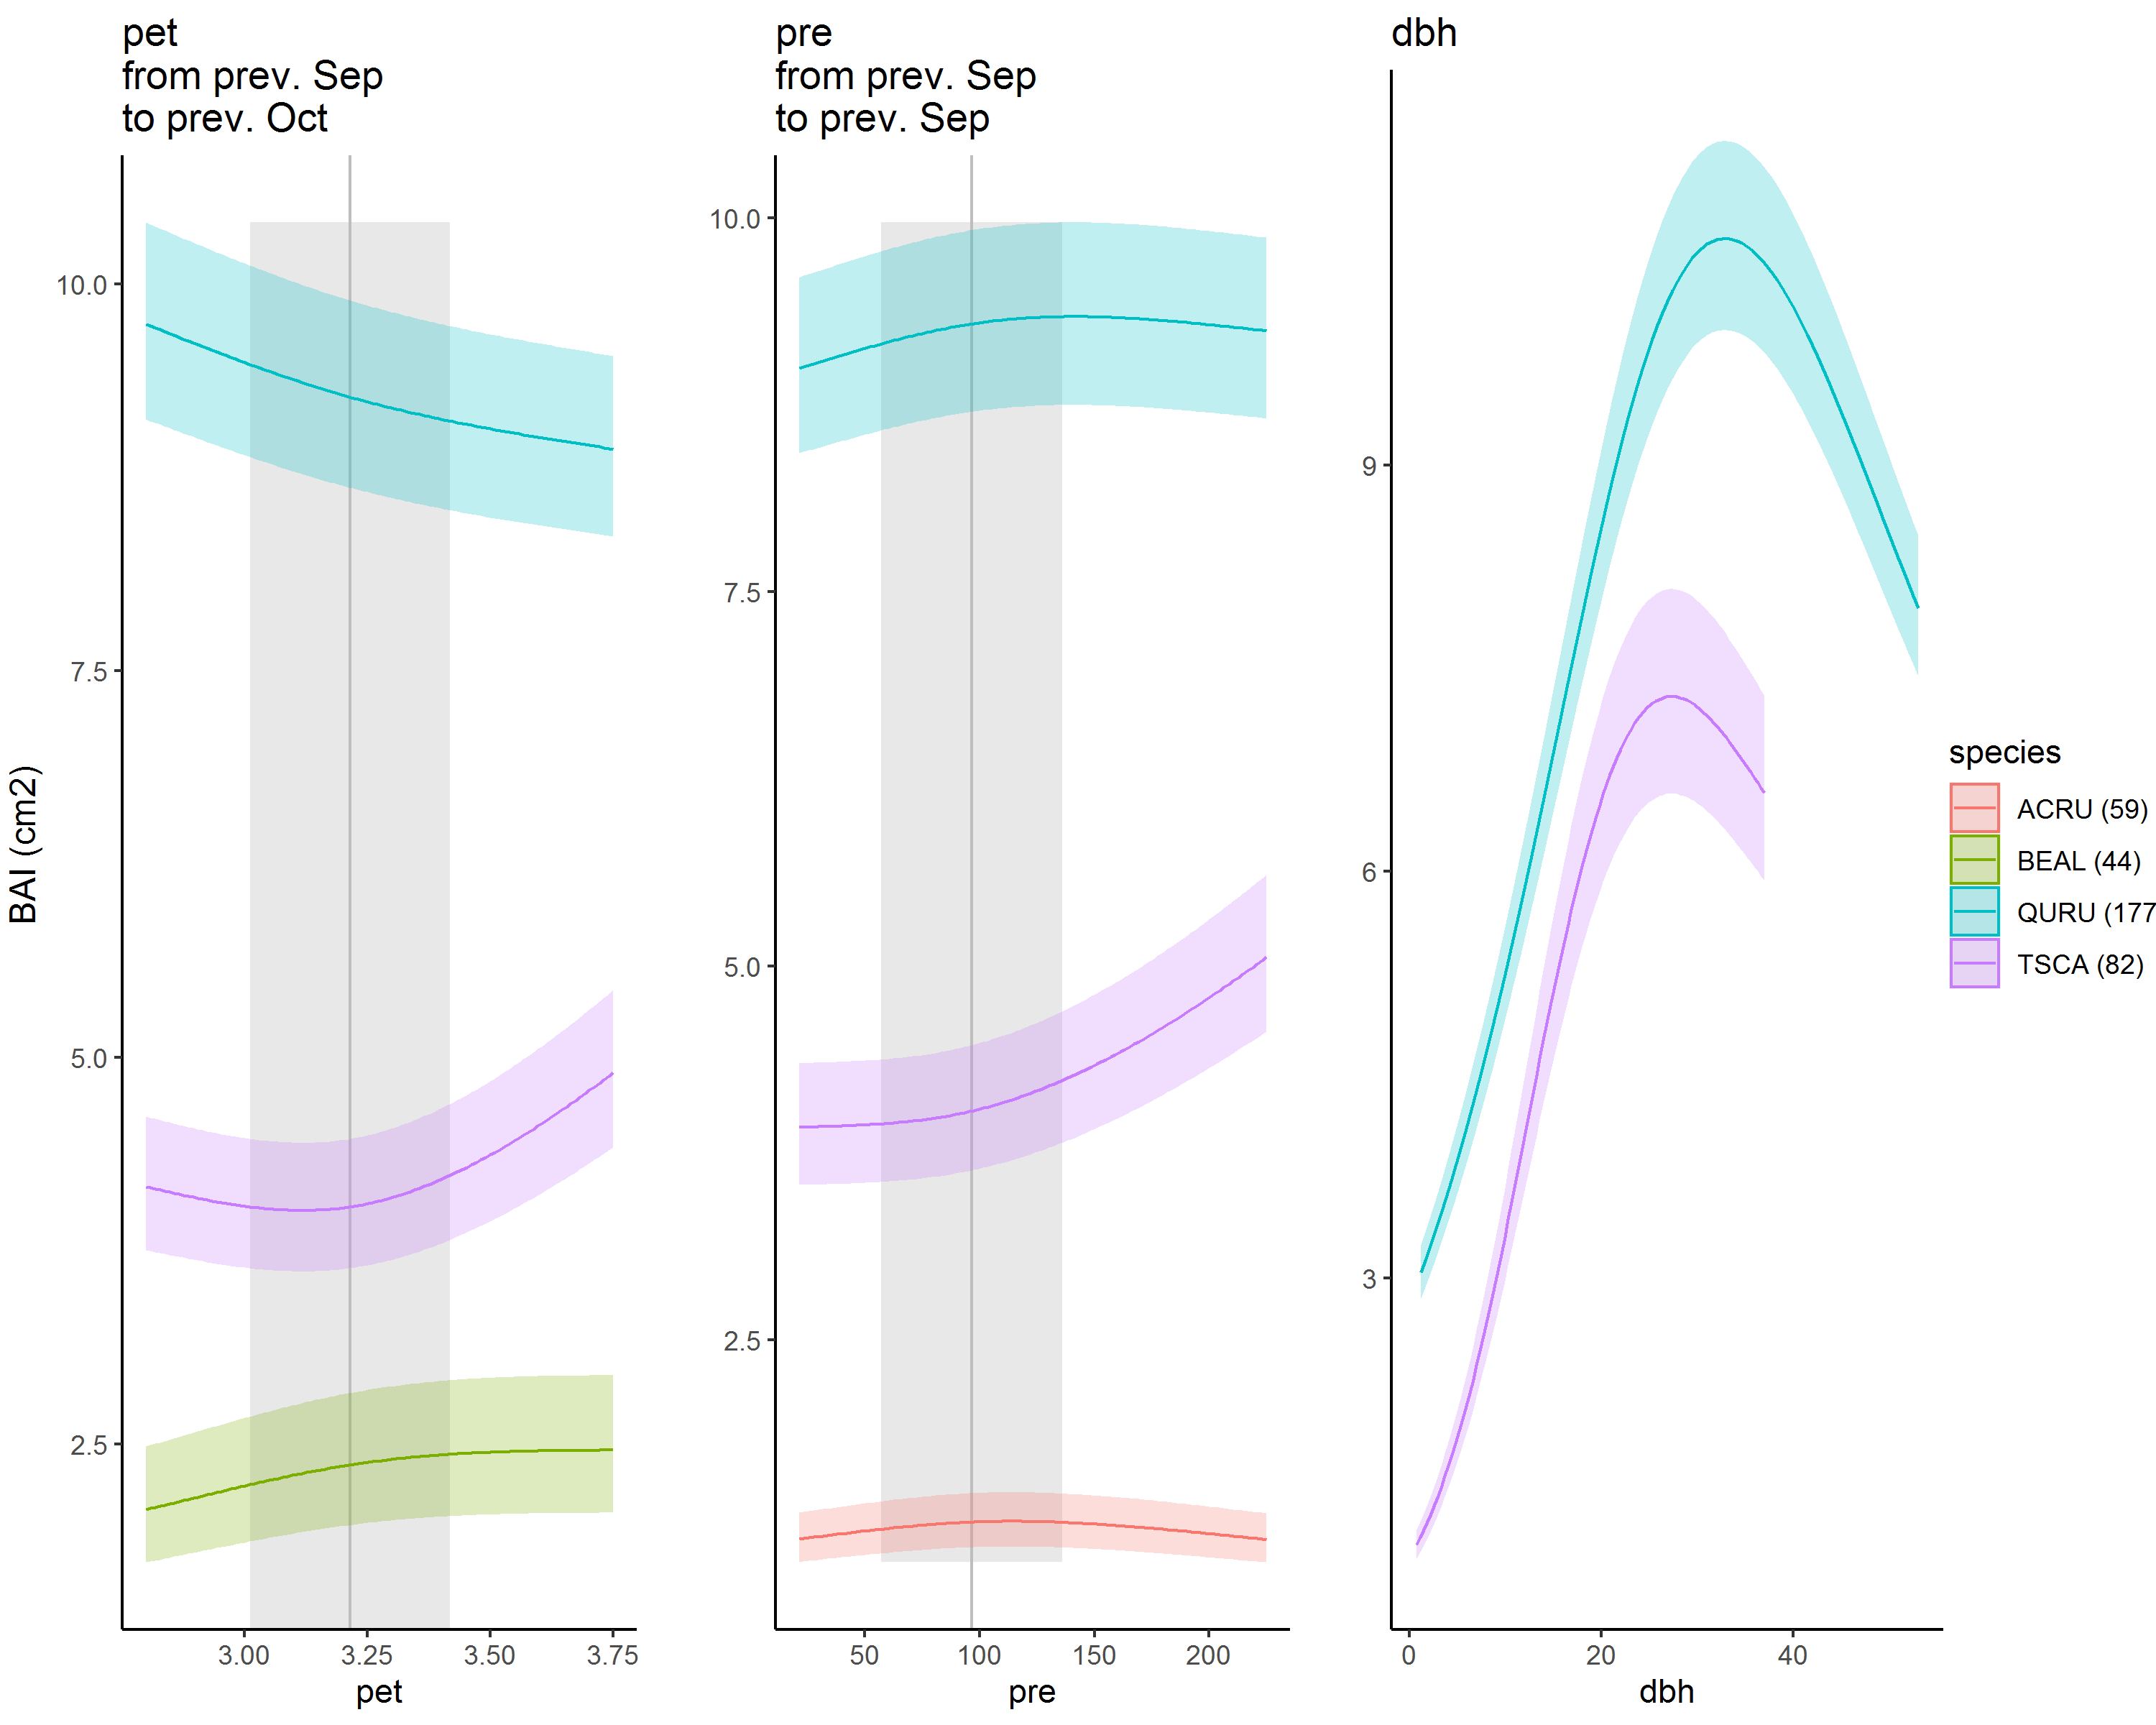 pet
from prev. Sep
to prev. Oct
pre
from prev. Sep
to prev. Sep
dbh
BAI (cm2)
10.0
7.5
5.0
2.5
3.00
3.25
3.50
3.75
pet
10.0
7.5
5.0
2.5
50
100
150
200
pre
9
6
3
0
20
40
dbh
species
ACRU (59)
BEAL (44)
QURU (177
TSCA (82)